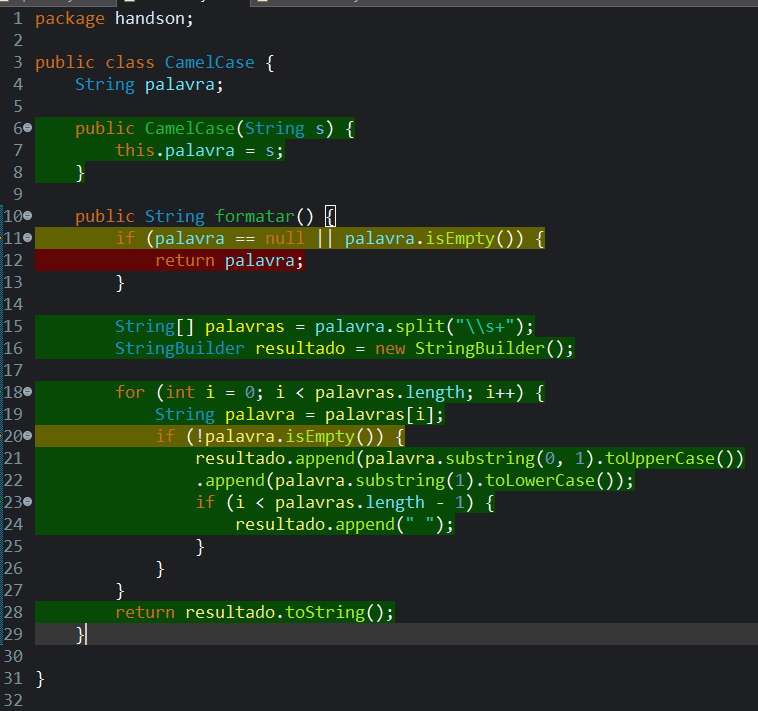 1 package handson;
2
3 public class CamelCase {
4     String palavra;
5
6     public CamelCase(String s) {
7         this.palavra = s;
8     }
9
10     public String formatar() {
11         if (palavra == null || palavra.isEmpty()) {
12             return palavra;
13         }
14
15         String[] palavras = palavra.split("\\s+");
16         StringBuilder resultado = new StringBuilder();
17
18         for (int i = 0; i < palavras.length; i++) {
19             String palavra = palavras[i];
20             if (!palavra.isEmpty()) {
21                 resultado.append(palavra.substring(0, 1).toUpperCase())
22                 .append(palavra.substring(1).toLowerCase());
23                 if (i < palavras.length - 1) {
24                     resultado.append(" ");
25                 }
26             }
27         }
28         return resultado.toString();
29     }
30
31 }
32